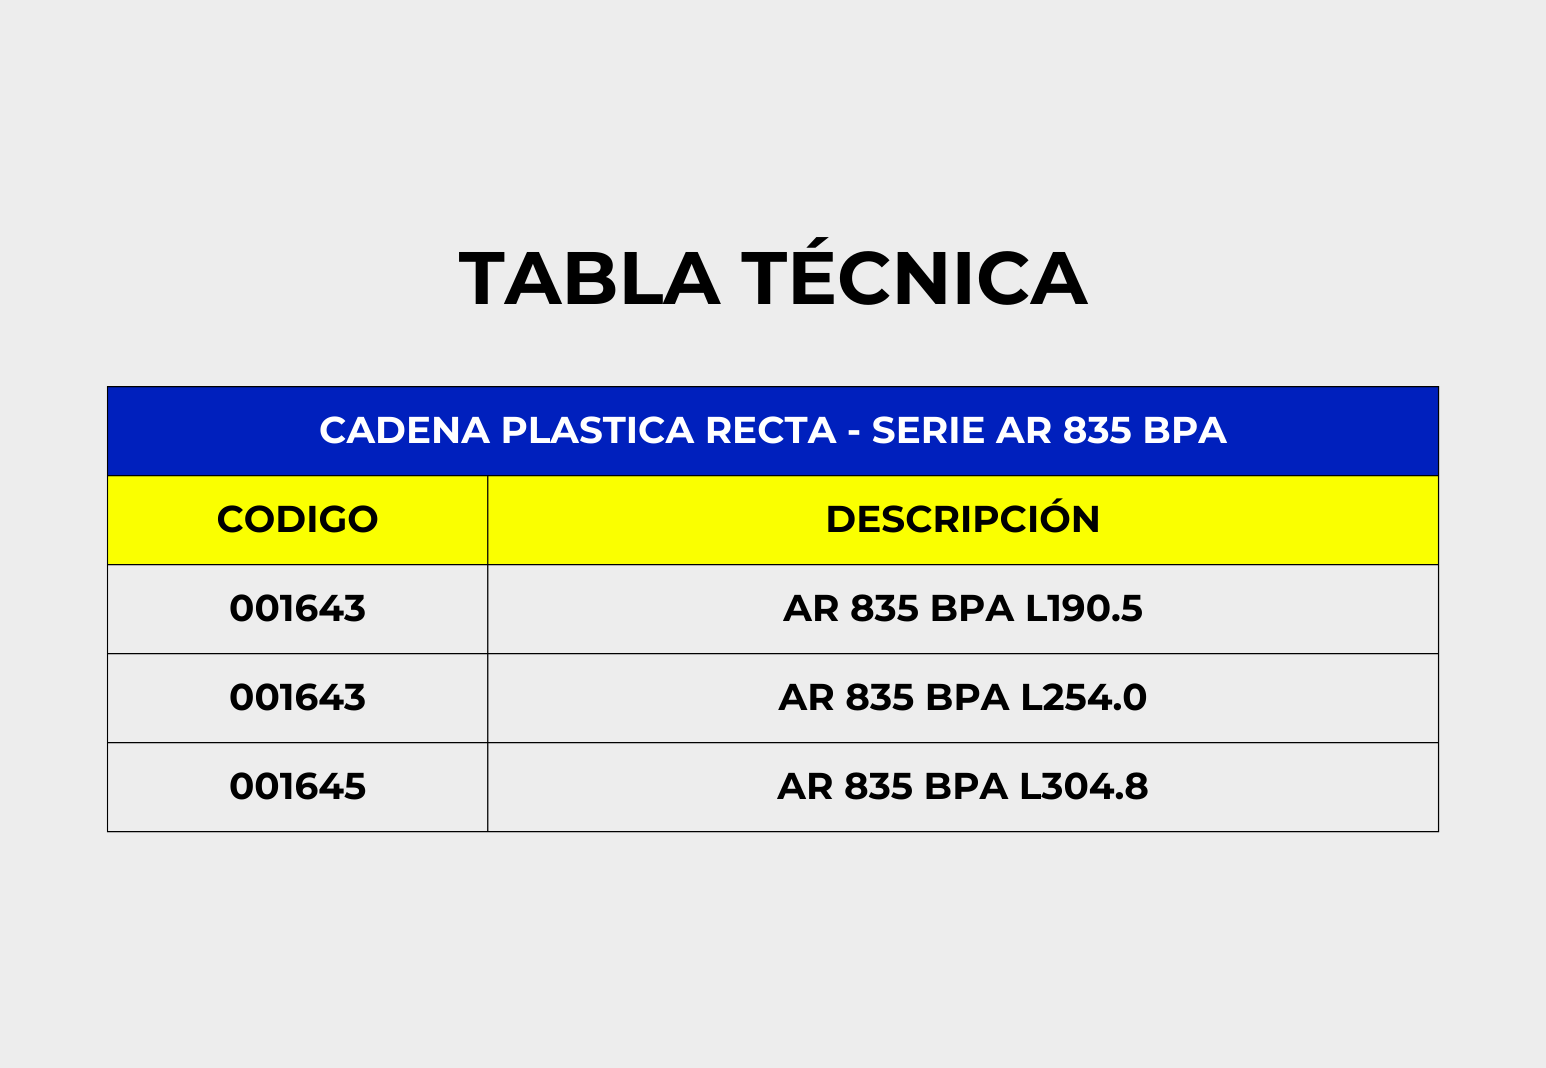 TABLA TÉCNICA
CADENA PLASTICA RECTA - SERIE AR 835 BPA
CODIGO DESCRIPCIÓN
001643 AR 835 BPA L190.5
001643 AR 835 BPA L254.0
001645 AR 835 BPA L304.8